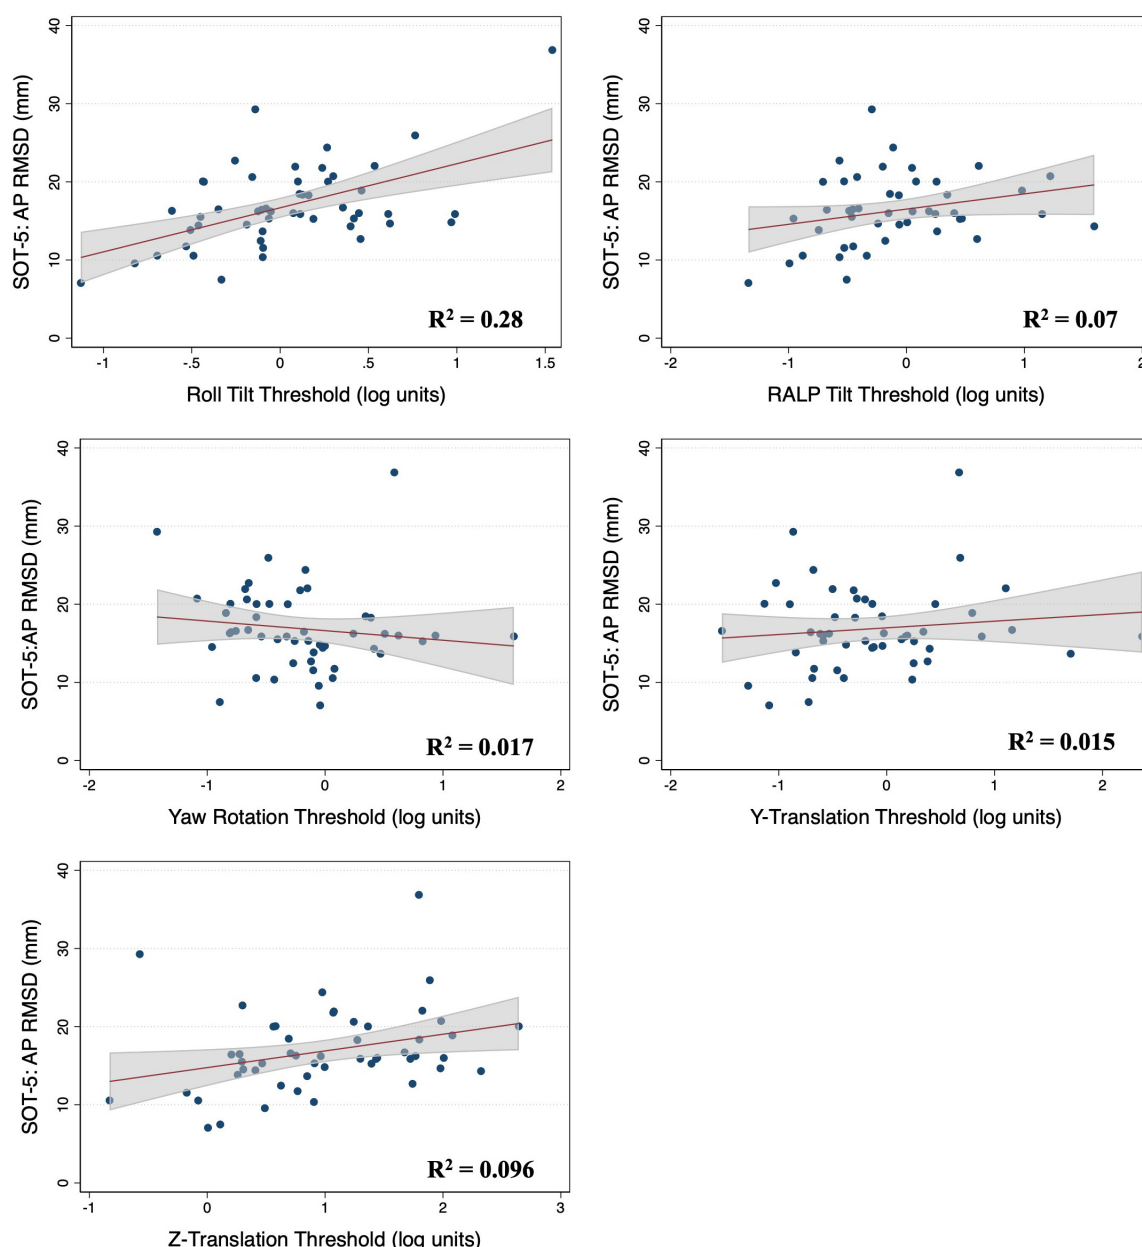 SOT-5: AP RMSD (mm)
40
30
20
10
0
R² = 0.28
-1 -.5 0 .5 1 1.5
Roll Tilt Threshold (log units)
SOT-5: AP RMSD (mm)
40
30
20
10
0
R² = 0.07
-2 -1 0 1 2
RALP Tilt Threshold (log units)
SOT-5:AP RMSD (mm)
40
30
20
10
0
R² = 0.017
-2 -1 0 1 2
Yaw Rotation Threshold (log units)
SOT-5: AP RMSD (mm)
40
30
20
10
0
R² = 0.015
-2 -1 0 1 2
Y-Translation Threshold (log units)
SOT-5: AP RMSD (mm)
40
30
20
10
0
R² = 0.096
-1 0 1 2 3
Z-Translation Threshold (log units)